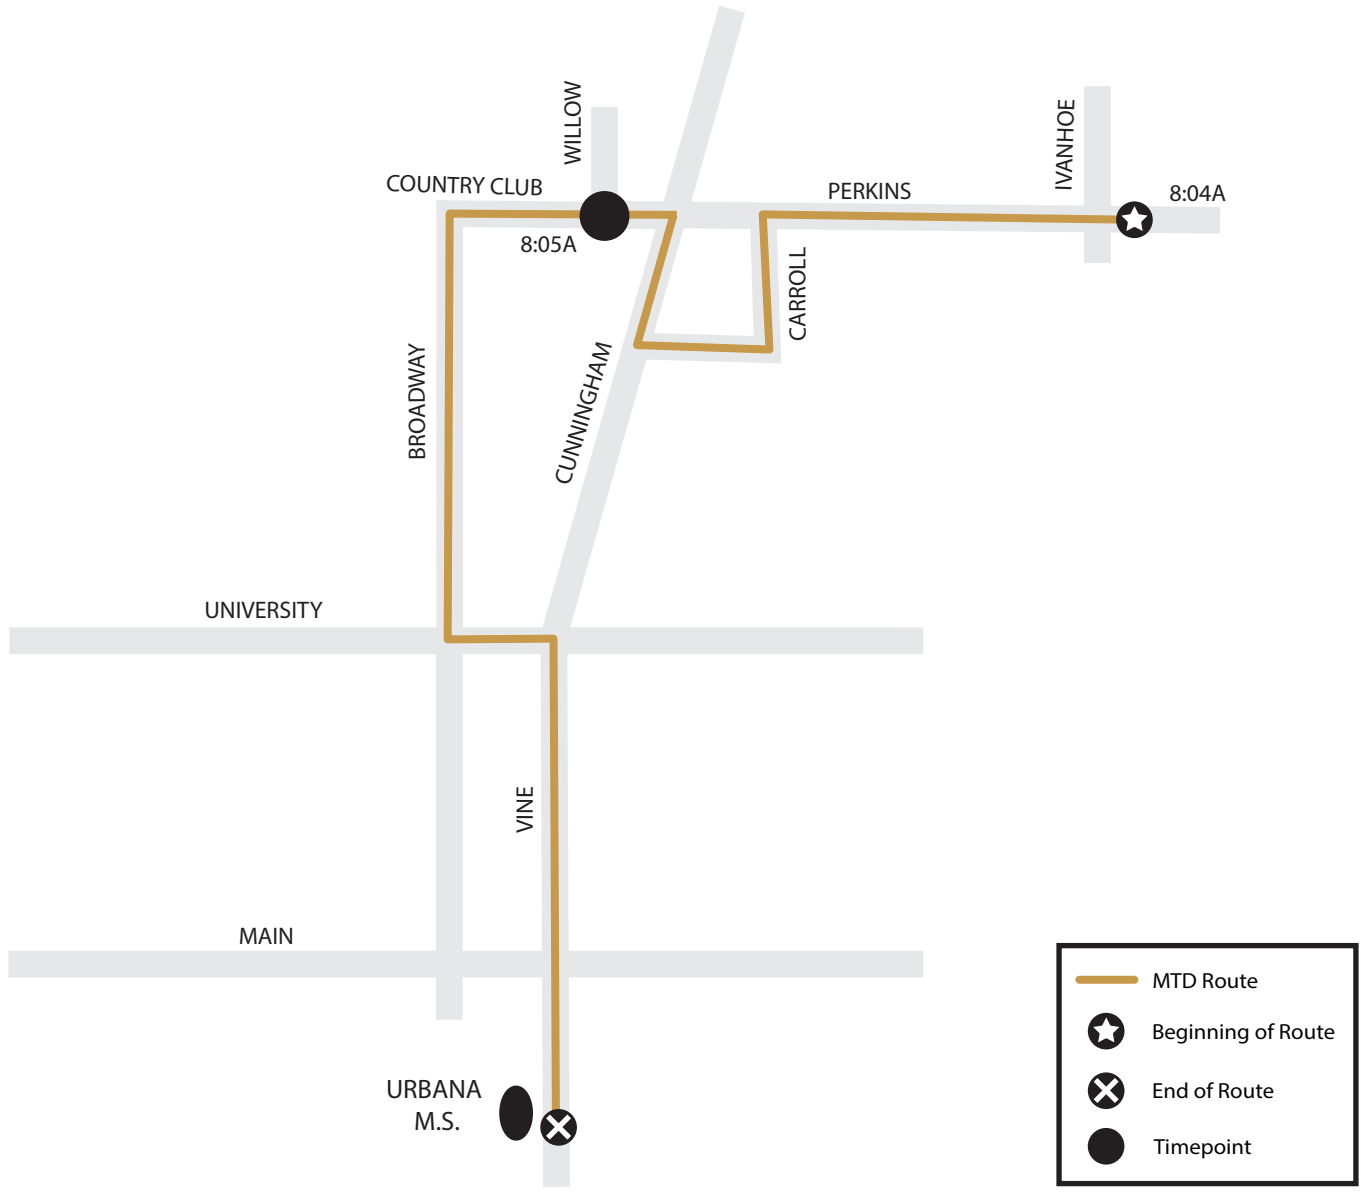 WILLOW
IVANHOE
COUNTRY CLUB
PERKINS
8:04A
8:05A
CARROLL
BROADWAY
CUNNINGHAM
UNIVERSITY
VINE
MAIN
URBANA
M.S.
MTD Route
Beginning of Route
End of Route
Timepoint